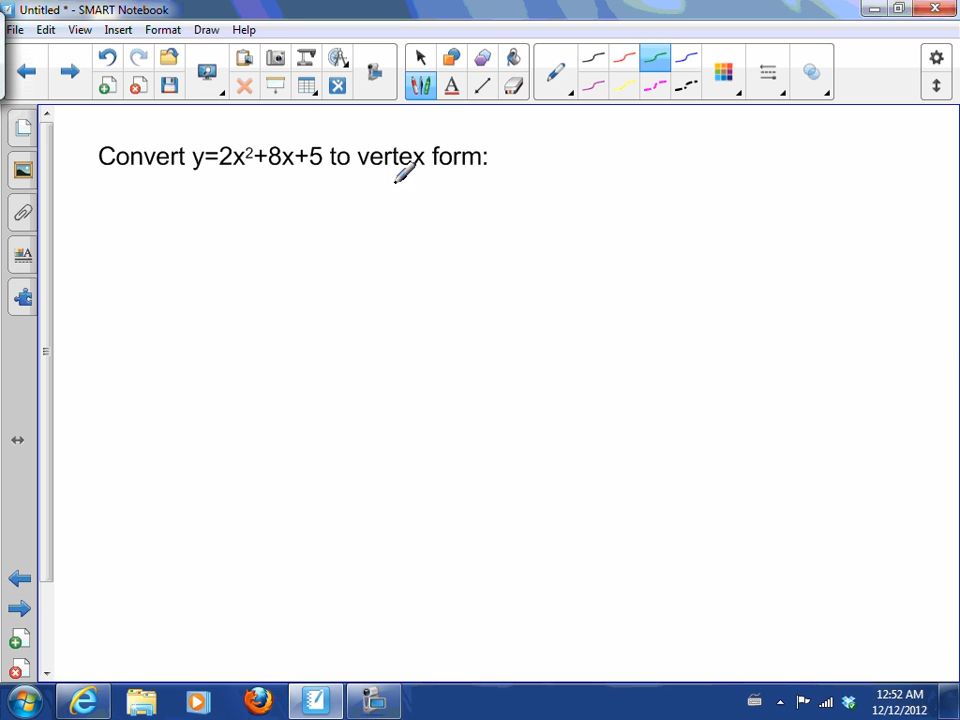 Untitled * - SMART Notebook
File Edit View Insert Format Draw Help
Convert y=2x²+8x+5 to vertex form:
12:52 AM
12/12/2012